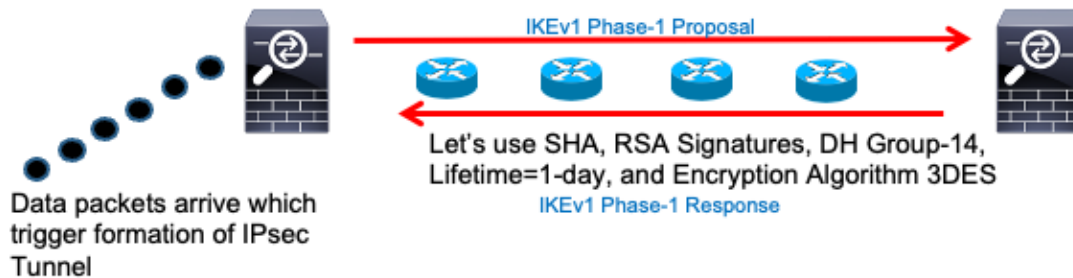 IKEv1 Phase-1 Proposal
Let's use SHA, RSA Signatures, DH Group-14,
Lifetime=1-day, and Encryption Algorithm 3DES
IKEv1 Phase-1 Response
Data packets arrive which
trigger formation of IPsec
Tunnel